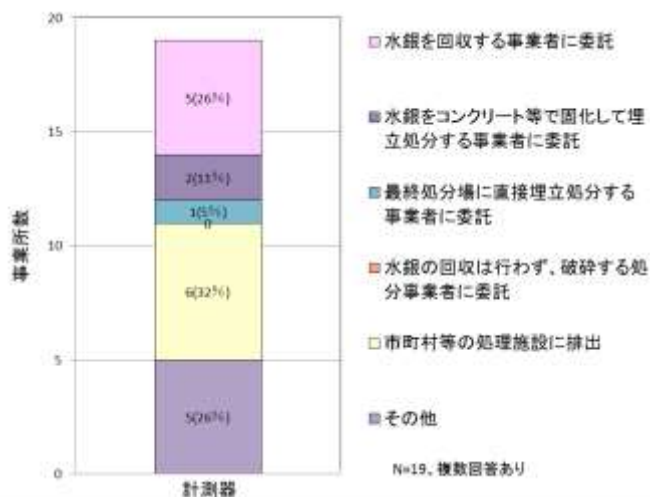 20
15
10
5
0
事業所数
5(26%)
2(11%)
1(5%)
0
6(32%)
5(26%)
計測器
水銀を回収する事業者に委託
水銀をコンクリート等で固化して埋
立処分する事業者に委託
最終処分場に直接埋立処分する
事業者に委託
水銀の回収は行わず、破砕する処
分事業者に委託
市町村等の処理施設に排出
その他
N=19、複数回答あり